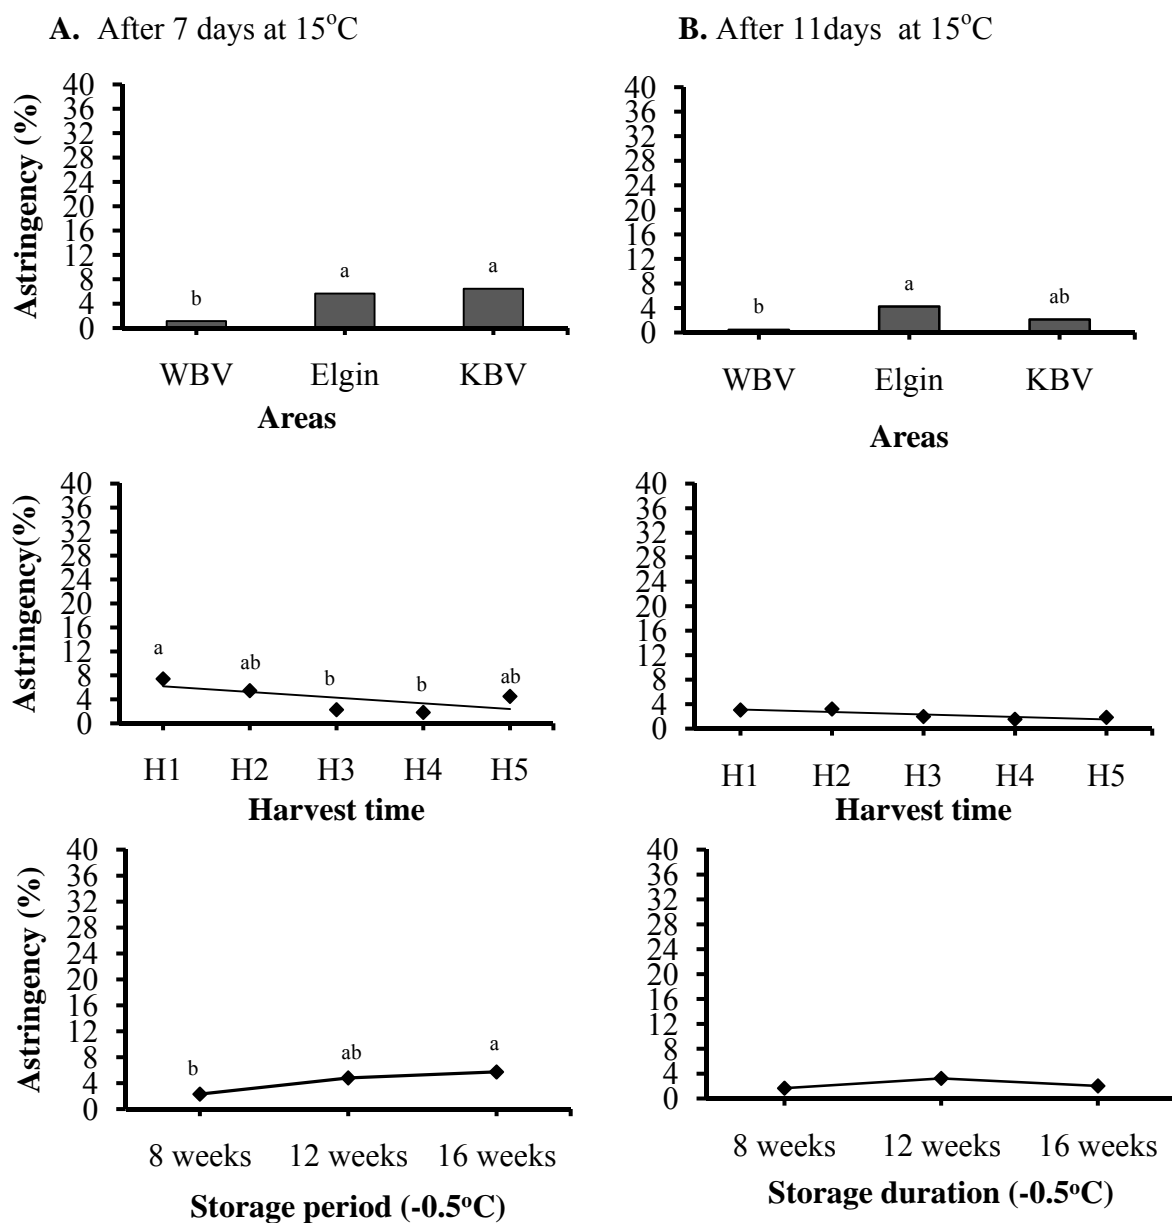 A. After 7 days at 15°C
B. After 11days at 15°C
Astringency (%)
40
36
32
28
24
20
16
12
8
4
0
b
a
a
WBV Elgin KBV
Areas
40
36
32
28
24
20
16
12
8
4
0
b
a
ab
WBV Elgin KBV
Areas
Astringency(%)
40
36
32
28
24
20
16
12
8
4
0
a
ab
b
b
ab
H1 H2 H3 H4 H5
Harvest time
40
36
32
28
24
20
16
12
8
4
0
H1 H2 H3 H4 H5
Harvest time
Astringency (%)
40
36
32
28
24
20
16
12
8
4
0
b
ab
a
8 weeks 12 weeks 16 weeks
Storage period (-0.5°C)
40
36
32
28
24
20
16
12
8
4
0
8 weeks 12 weeks 16 weeks
Storage duration (-0.5°C)